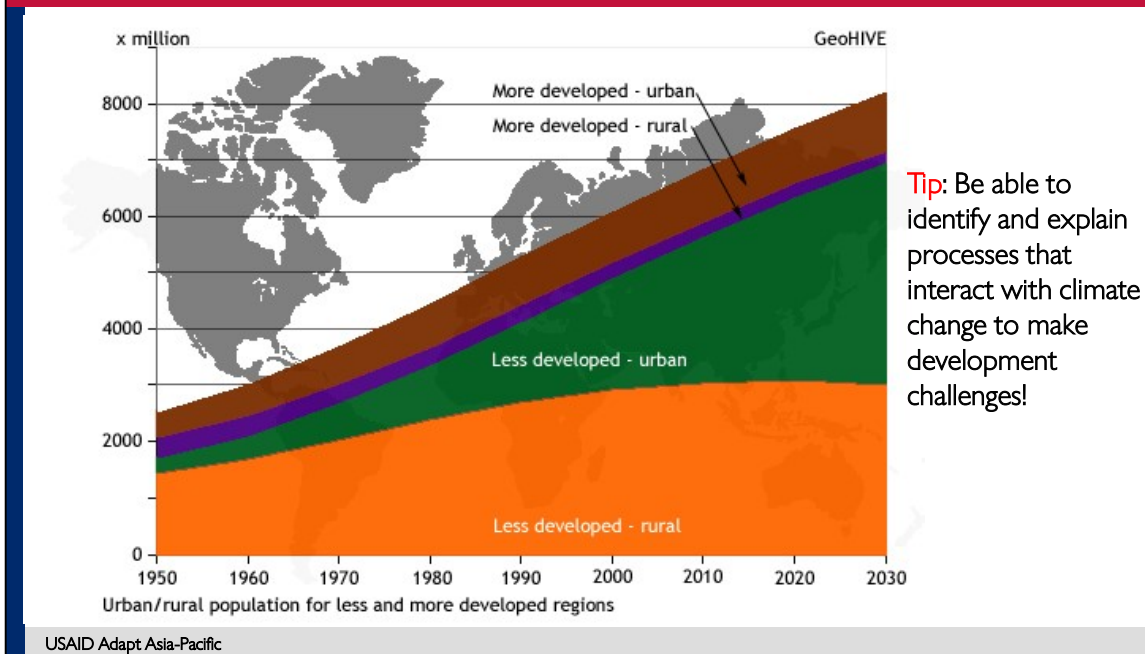 x million
GeoHIVE
More developed - urban
8000
More developed - rural
Tip: Be able to
identify and explain
processes that
interact with climate
change to make
development
challenges!
6000
4000
Less developed - urban
2000
Less developed - rural
0
1950 1960 1970 1980 1990 2000 2010 2020 2030
Urban/rural population for less and more developed regions
USAID Adapt Asia-Pacific